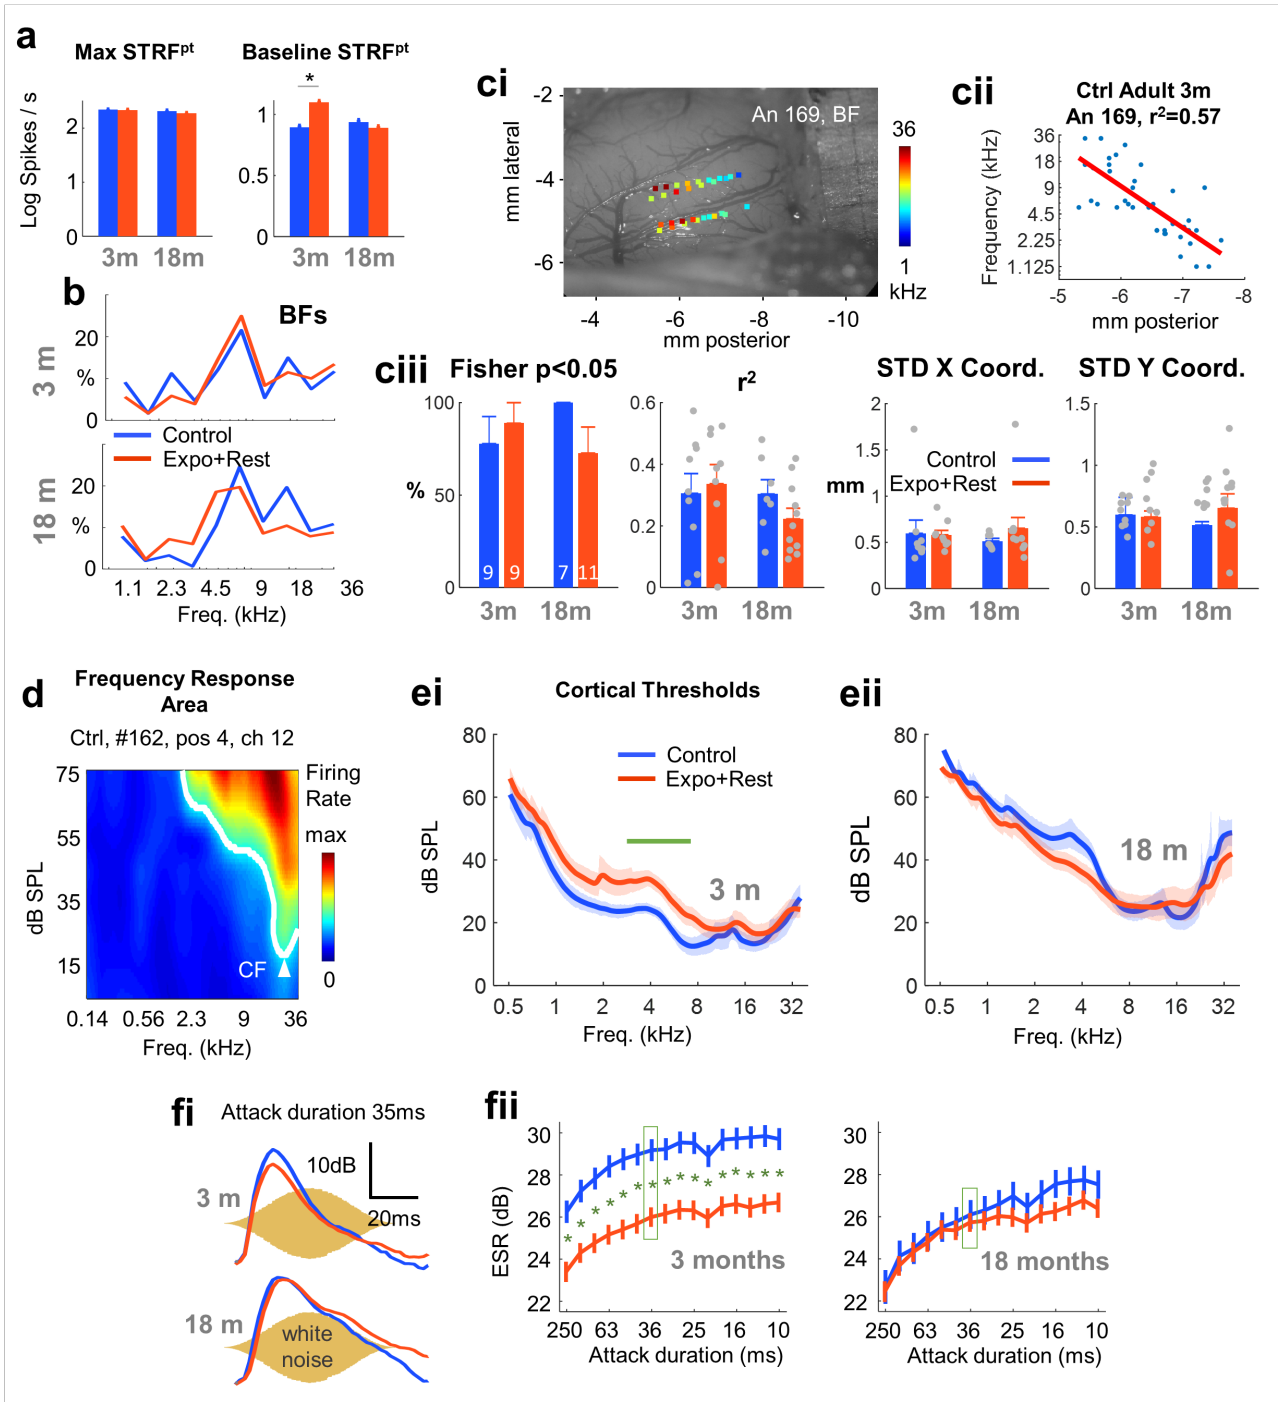 a
Max STRFpt
Baseline STRFpt
Log Spikes / s
2
1
0
3m 18m
*
1
0.5
0
3m 18m
b
BFs
3 m
20
%
0
Control
Expo+Rest
18 m
20
%
0
1.1 2.3 4.5 9 18 36
Freq. (kHz)
ci
An 169, BF
mm lateral
-2
-4
-6
-4 -6 -8 -10
mm posterior
36
1
kHz
cii
Ctrl Adult 3m
An 169, r2=0.57
Frequency (kHz)
36
18
9
4.5
2.25
1.125
-5 -6 -7 -8
mm posterior
ciii
Fisher p<0.05
%
100
50
0
9 9 7 11
3m 18m
r2
0.6
0.4
0.2
0
3m 18m
STD X Coord.
mm
2
1.5
1
0.5
0
Control
Expo+Rest
3m 18m
STD Y Coord.
1.5
1
0.5
0
3m 18m
d
Frequency Response
Area
Ctrl, #162, pos 4, ch 12
dB SPL
75
55
35
15
CF
0.14 0.56 2.3 9 36
Freq. (kHz)
Firing
Rate
max
0
ei
Cortical Thresholds
dB SPL
80
60
40
20
0
Control
Expo+Rest
3 m
0.5 1 2 4 8 16 32
Freq. (kHz)
eii
dB SPL
80
60
40
20
0
18 m
0.5 1 2 4 8 16 32
Freq. (kHz)
fi
Attack duration 35ms
10dB
20ms
3 m
18 m
white
noise
fii
ESR (dB)
30
28
26
24
22
* * * * * * * * * * * * * * * *
3 months
250 63 36 25 16 10
Attack duration (ms)
30
28
26
24
22
18 months
250 63 36 25 16 10
Attack duration (ms)